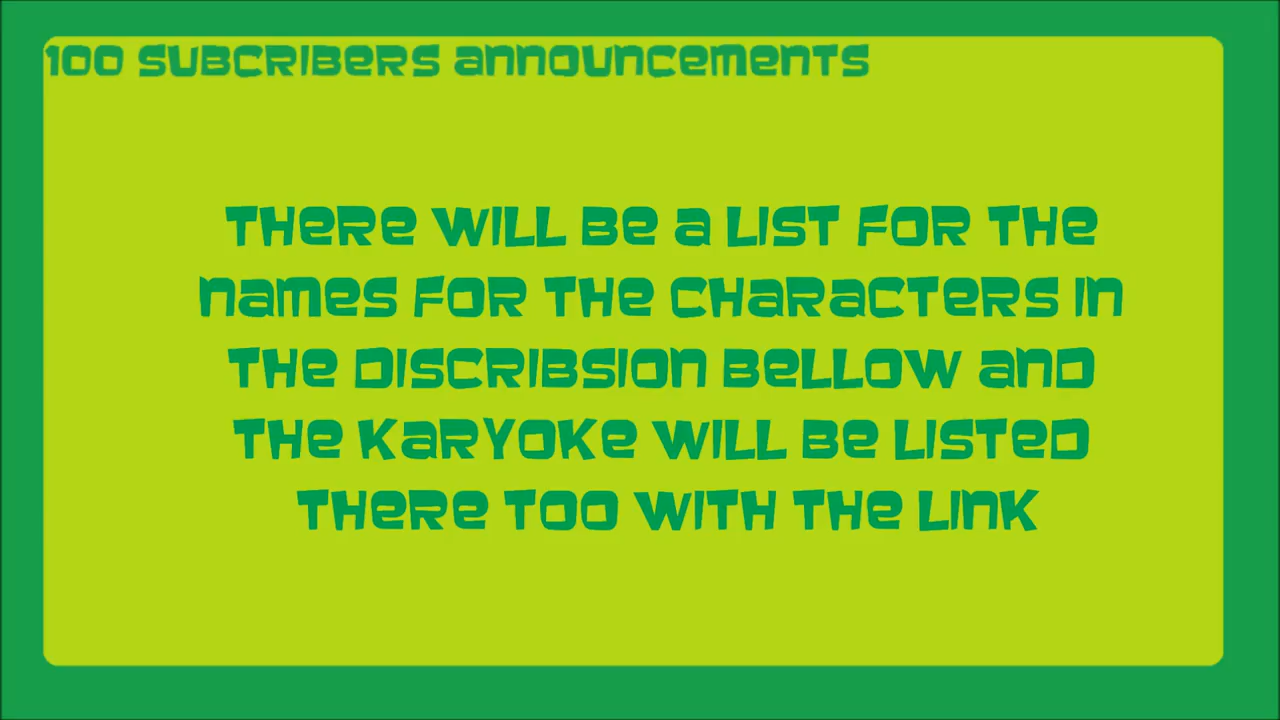 100 SUBCRIBERS ANNOUNCEMENTS
THERE WILL BE A LIST FOR THE
NAMES FOR THE CHARACTERS IN
THE DISCRIBSION BELLOW AND
THE KARYOKE WILL BE LISTED
THERE TOO WITH THE LINK